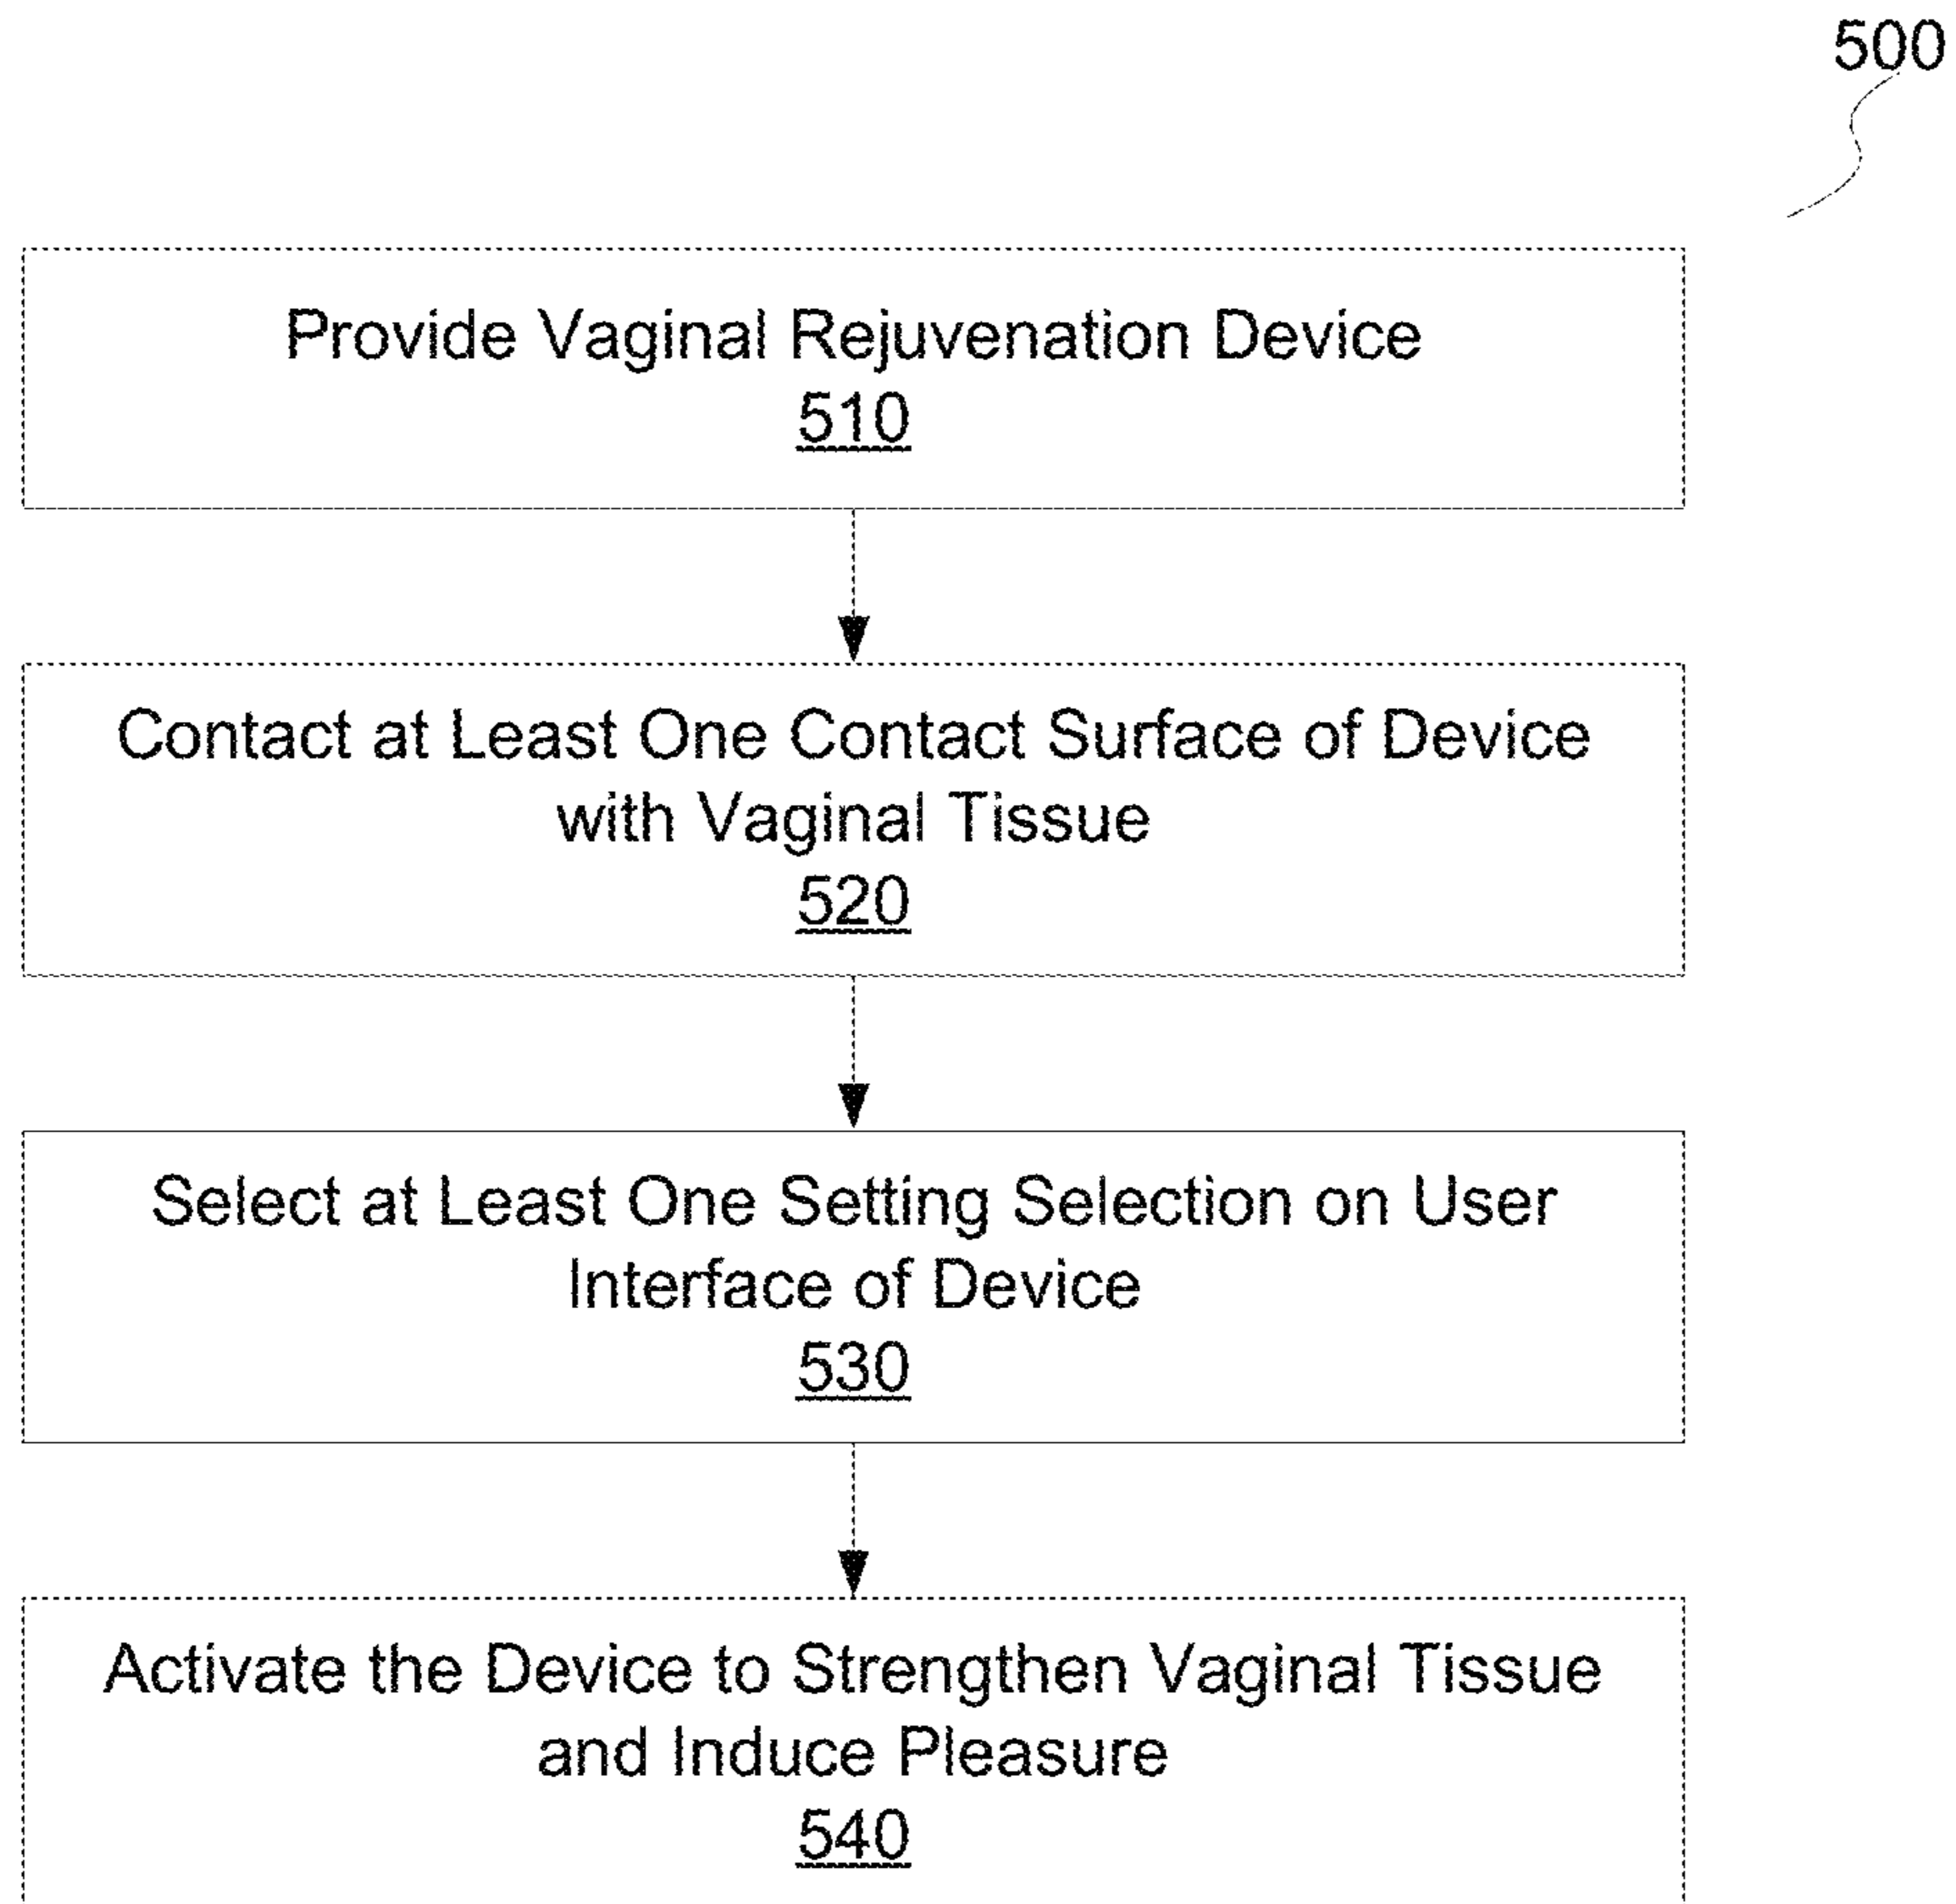 500
Provide Vaginal Rejuvenation Device
510
Contact at Least One Contact Surface of Device
with Vaginal Tissue
520
Select at Least One Setting Selection on User
Interface of Device
530
Activate the Device to Strengthen Vaginal Tissue
and Induce Pleasure
540